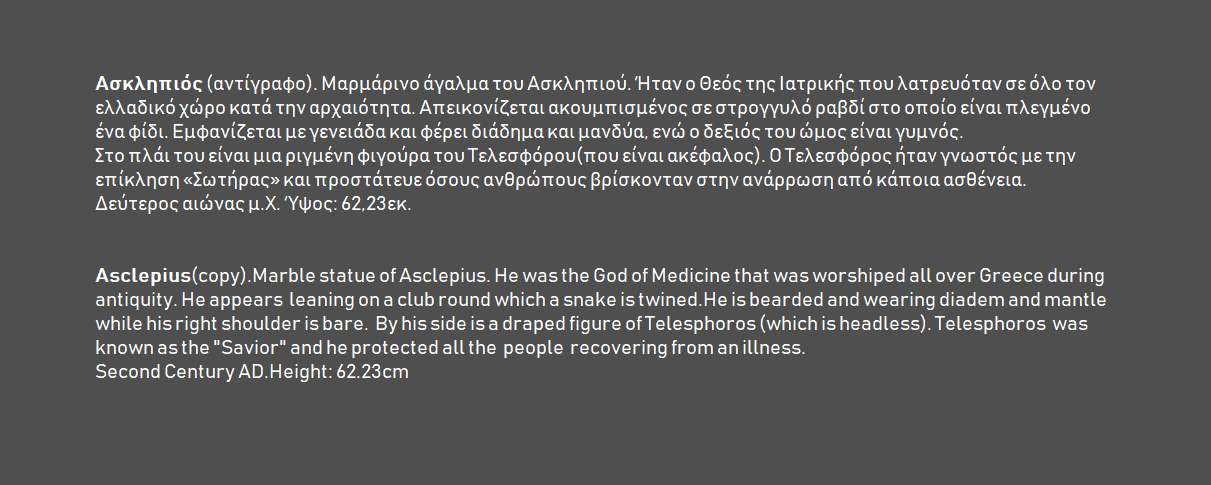 Ασκληπιός (αντίγραφο). Μαρμάρινο άγαλμα του Ασκληπιού. Ήταν ο Θεός της Ιατρικής που λατρευόταν σε όλο τον
ελλαδικό χώρο κατά την αρχαιότητα. Απεικονίζεται ακουμπισμένος σε στρογγυλό ραβδί στο οποίο είναι πλεγμένο
ένα φίδι. Εμφανίζεται με γενειάδα και φέρει διάδημα και μανδύα, ενώ ο δεξιός του ώμος είναι γυμνός.
Στο πλάι του είναι μια ριγμένη φιγούρα του Τελεσφόρου(που είναι ακέφαλος). Ο Τελεσφόρος ήταν γνωστός με την
επίκληση «Σωτήρας» και προστάτευε όσους ανθρώπους βρίσκονταν στην ανάρρωση από κάποια ασθένεια.
Δεύτερος αιώνας μ.Χ. Ύψος: 62,23εκ.
Asclepius(copy).Marble statue of Asclepius. He was the God of Medicine that was worshiped all over Greece during
antiquity. He appears leaning on a club round which a snake is twined.He is bearded and wearing diadem and mantle
while his right shoulder is bare. By his side is a draped figure of Telesphoros (which is headless). Telesphoros was
known as the "Savior" and he protected all the people recovering from an illness.
Second Century AD.Height: 62.23cm